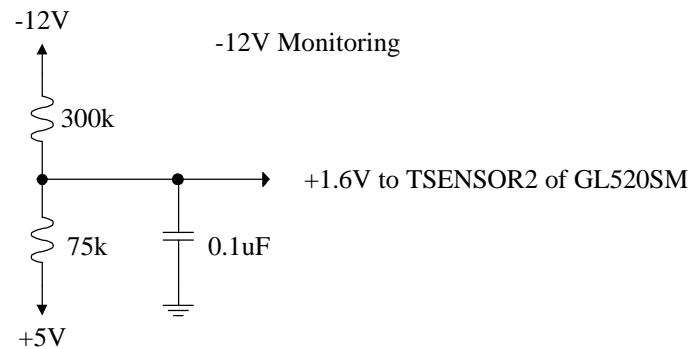 -12V
-12V Monitoring
300k
+1.6V to TSENSOR2 of GL520SM
75k
0.1uF
+5V